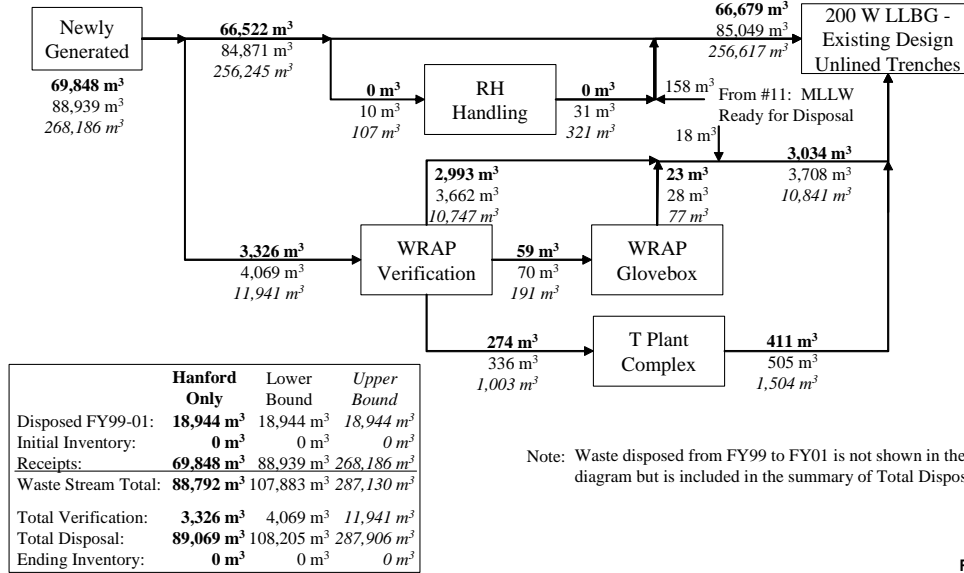 Newly
Generated
69,848 m³
88,939 m³
268,186 m³
66,522 m³
84,871 m³
256,245 m³
66,679 m³
85,049 m³
256,617 m³
200 W LLBG -
Existing Design
Unlined Trenches
0 m³
10 m³
107 m³
RH
Handling
0 m³
31 m³
321 m³
158 m³
From #11: MLLW
Ready for Disposal
18 m³
2,993 m³
3,662 m³
10,747 m³
23 m³
28 m³
77 m³
3,034 m³
3,708 m³
10,841 m³
3,326 m³
4,069 m³
11,941 m³
WRAP
Verification
59 m³
70 m³
191 m³
WRAP
Glovebox
274 m³
336 m³
1,003 m³
T Plant
Complex
411 m³
505 m³
1,504 m³
Hanford Lower Upper
Only Bound Bound
Disposed FY99-01: 18,944 m³ 18,944 m³ 18,944 m³
Initial Inventory: 0 m³ 0 m³ 0 m³
Receipts: 69,848 m³ 88,939 m³ 268,186 m³
Waste Stream Total: 88,792 m³ 107,883 m³ 287,130 m³
Total Verification: 3,326 m³ 4,069 m³ 11,941 m³
Total Disposal: 89,069 m³ 108,205 m³ 287,906 m³
Ending Inventory: 0 m³ 0 m³ 0 m³
Note: Waste disposed from FY99 to FY01 is not shown in the
diagram but is included in the summary of Total Dispos